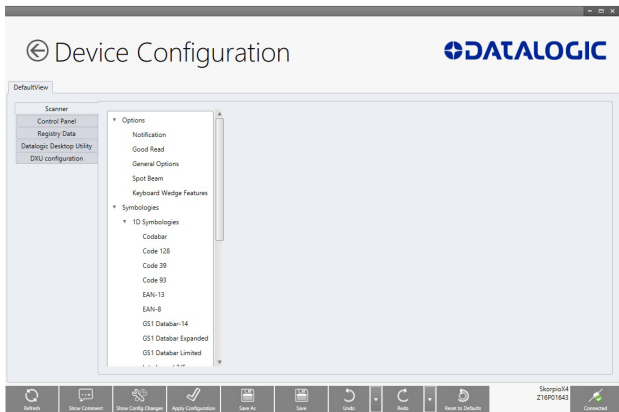 Device Configuration
DATALOGIC
DefaultView
Scanner
Control Panel
Registry Data
Datalogic Desktop Utility
DXU configuration
Options
Notification
Good Read
General Options
Spot Beam
Keyboard Wedge Features
Symbologies
1D Symbologies
Codabar
Code 128
Code 39
Code 93
EAN-13
EAN-8
GS1 Databar-14
GS1 Databar Expanded
GS1 Databar Limited
Refresh
Show Comment
Show Config Changes
Apply Configuration
Save As
Save
Undo
Redo
Reset to Defaults
SkorpioX4
Z16P01643
Connected